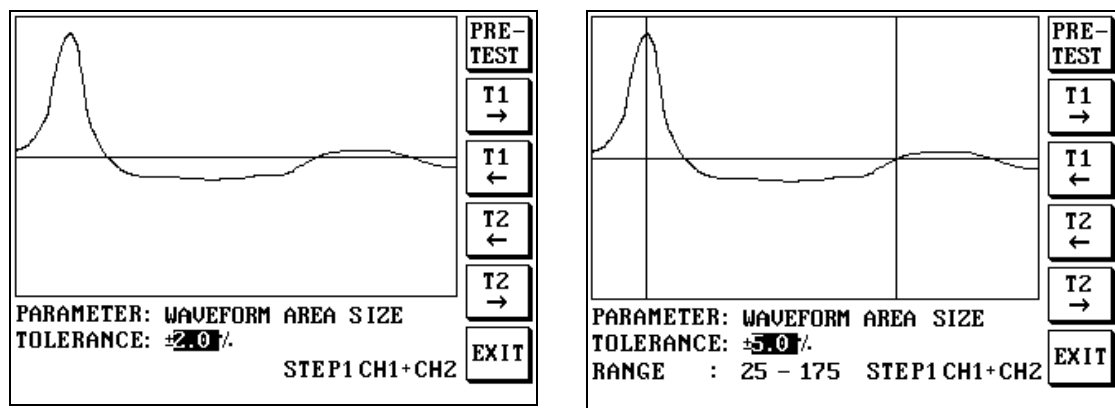 PRE-
TEST
T1
→
T1
←
T2
←
T2
→
EXIT
PARAMETER: WAVEFORM AREA SIZE
TOLERANCE: ±2.0 %
STEP1 CH1+CH2
PRE-
TEST
T1
→
T1
←
T2
←
T2
→
EXIT
PARAMETER: WAVEFORM AREA SIZE
TOLERANCE: ±5.0 %
RANGE : 25 - 175 STEP1 CH1+CH2